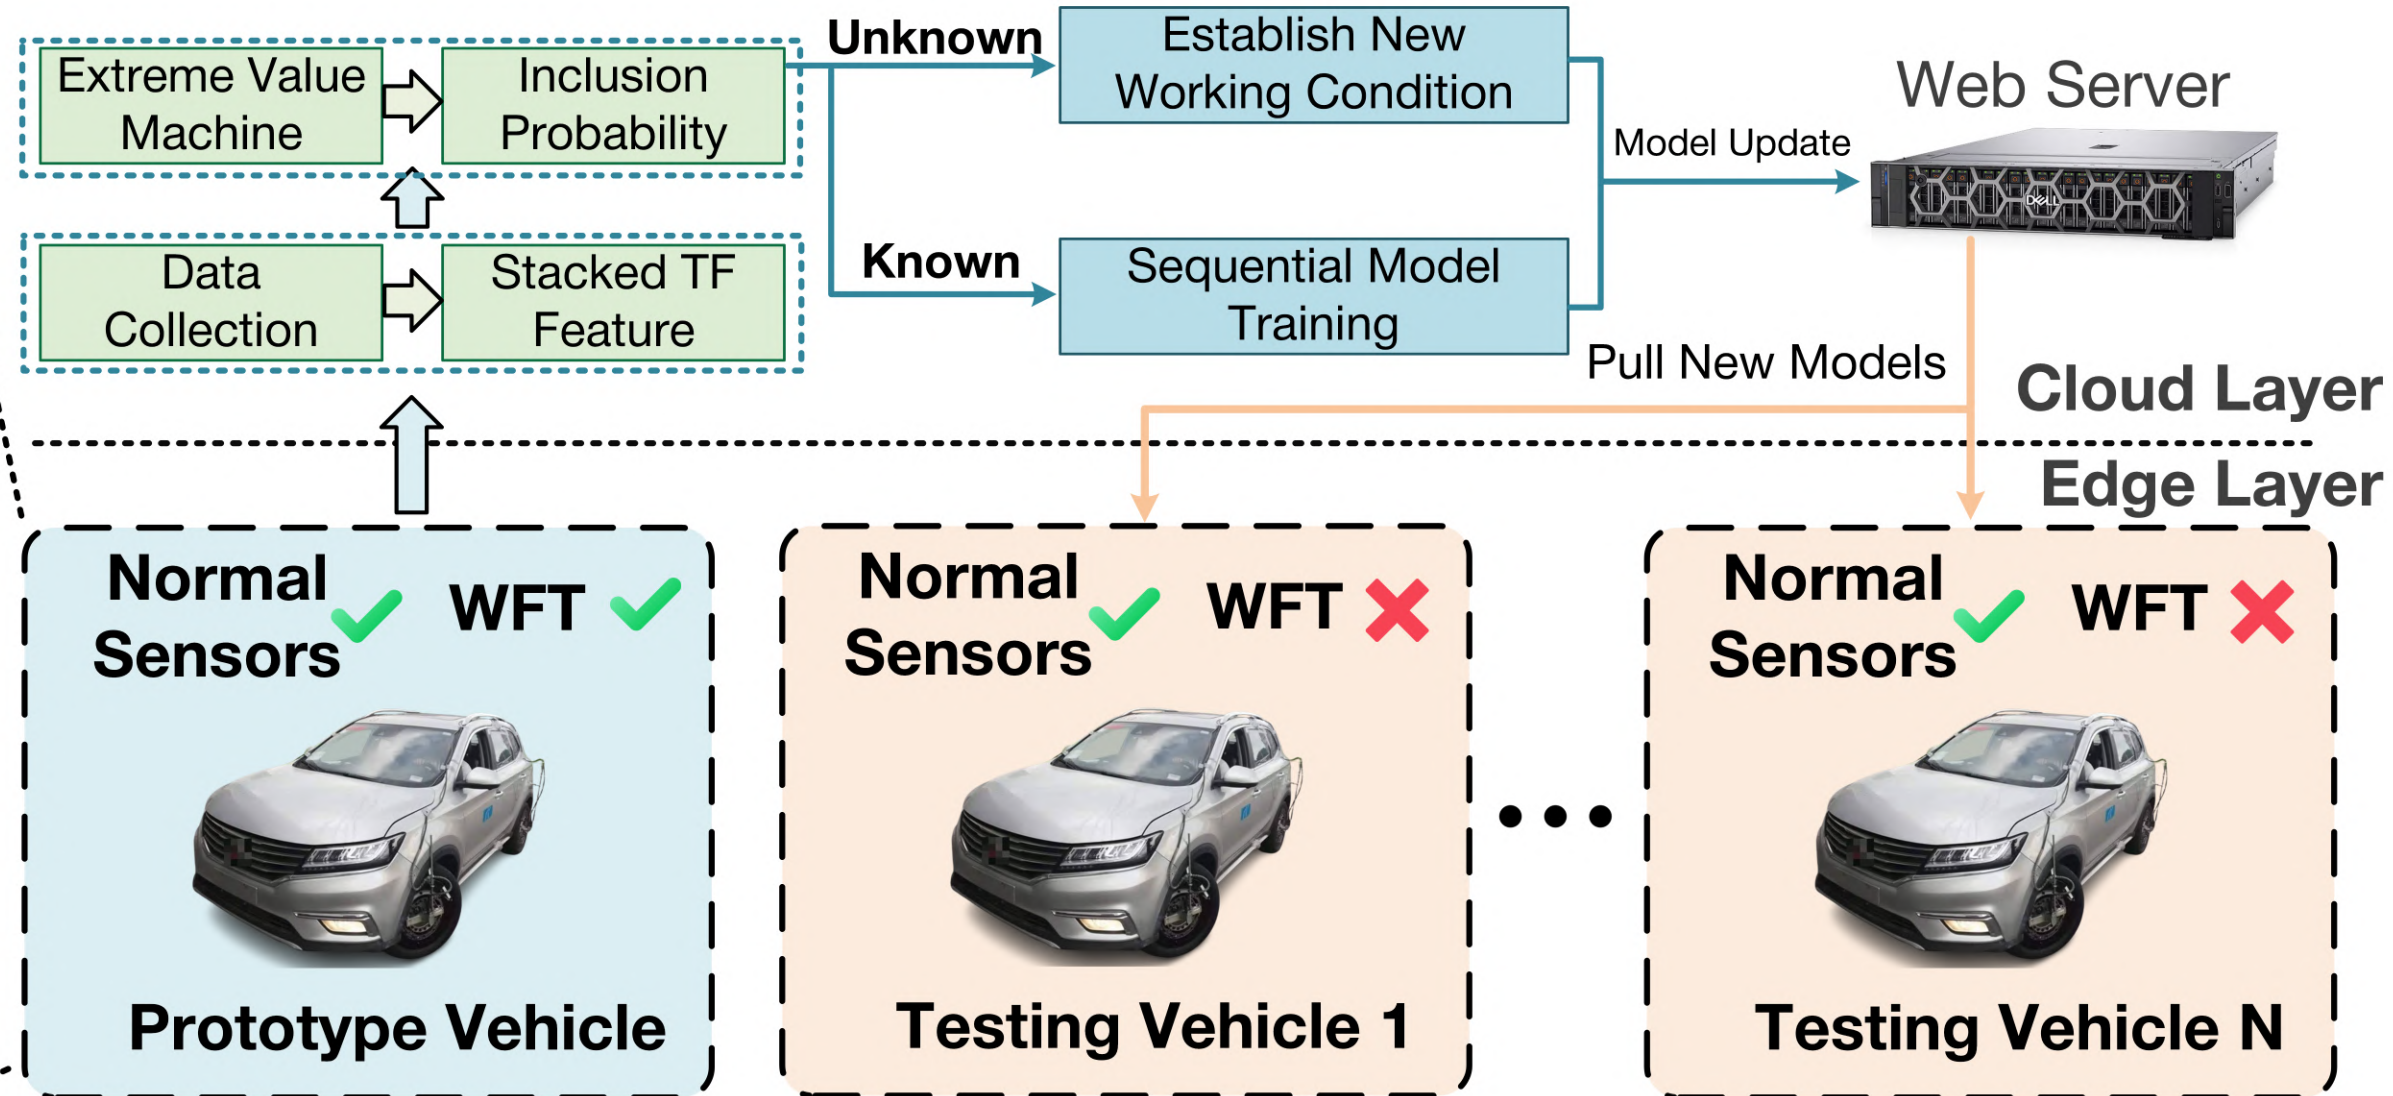 Extreme Value
Machine
Inclusion
Probability
Unknown
Establish New
Working Condition
Web Server
Model Update
DELL
Data
Collection
Stacked TF
Feature
Known
Sequential Model
Training
Pull New Models
Cloud Layer
Edge Layer
Normal
Sensors
WFT
Prototype Vehicle
Normal
Sensors
WFT
Testing Vehicle 1
Normal
Sensors
WFT
Testing Vehicle N